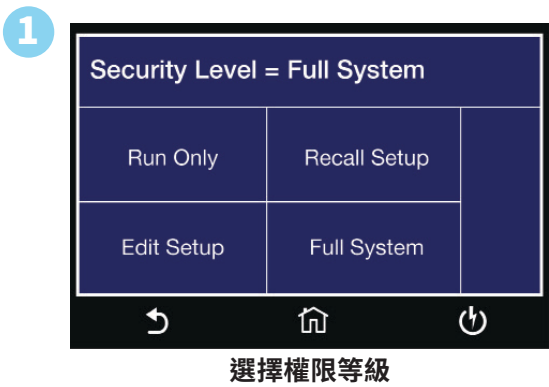 1
Security Level = Full System
Run Only
Recall Setup
Edit Setup
Full System
選擇權限等級